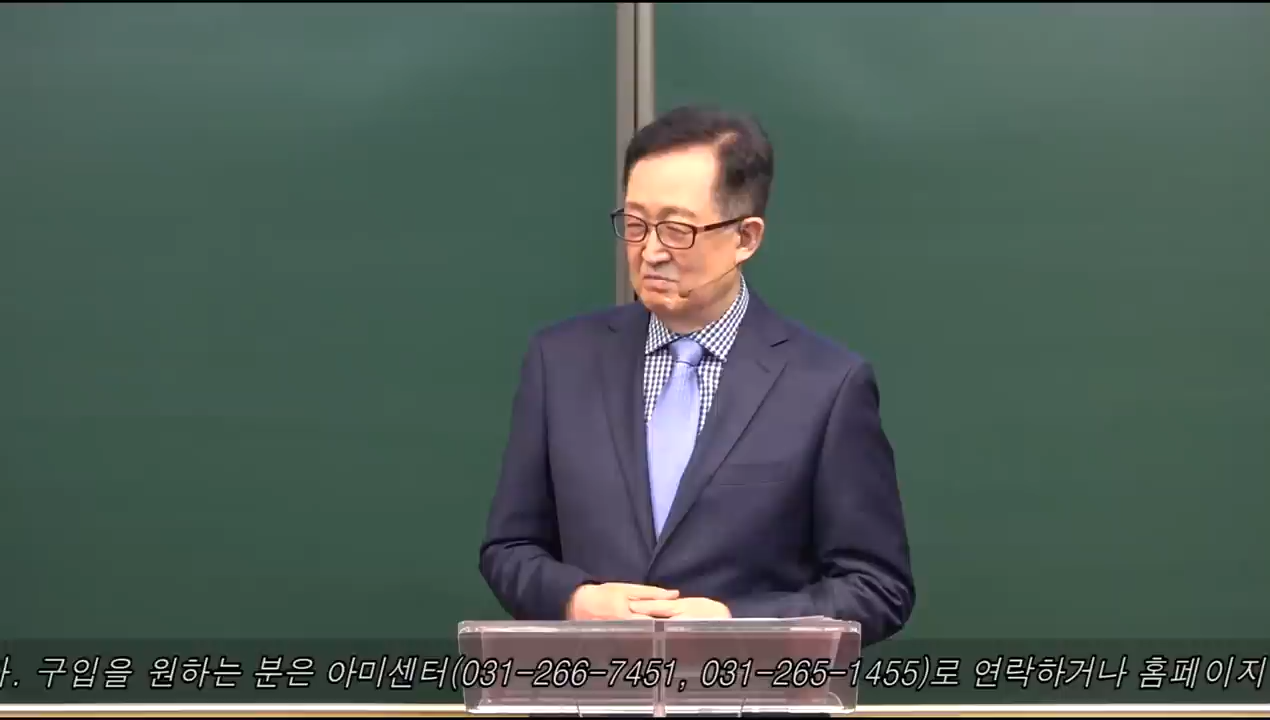 . 구입을 원하는 분은 아미센터(031-266-7451, 031-265-1455)로 연락하거나 홈페이지